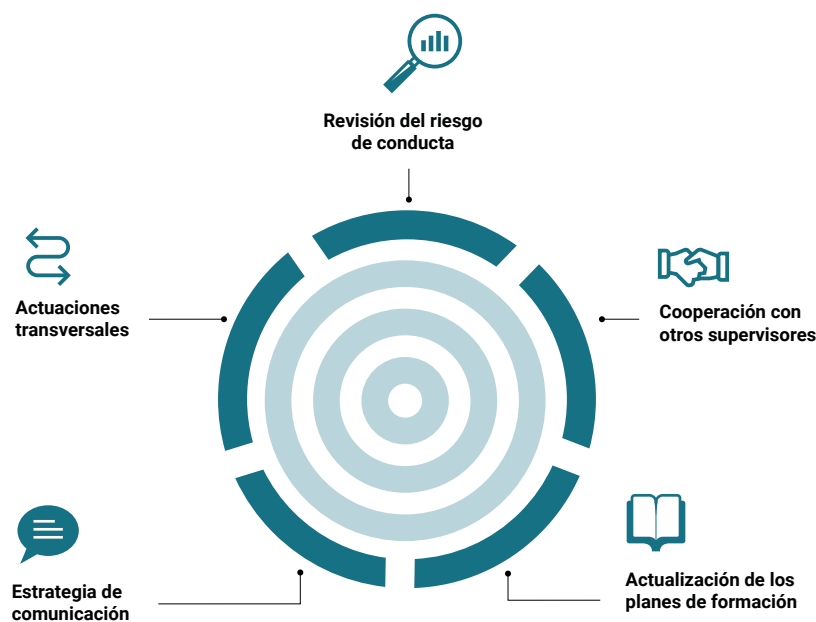 Revisión del riesgo
de conducta
Actuaciones
transversales
Cooperación con
otros supervisores
Estrategia de
comunicación
Actualización de los
planes de formación